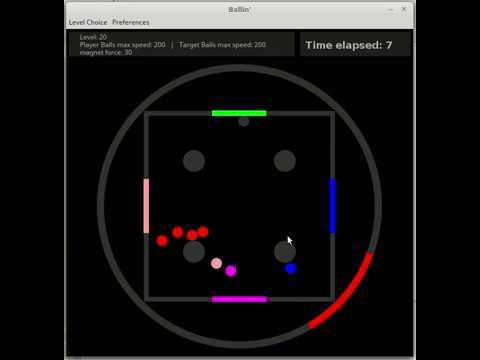 Ballin'
Level Choice Preferences
Level: 20
Player Balls max speed: 200 | Target Balls max speed: 200
magnet force: 30
Time elapsed: 7